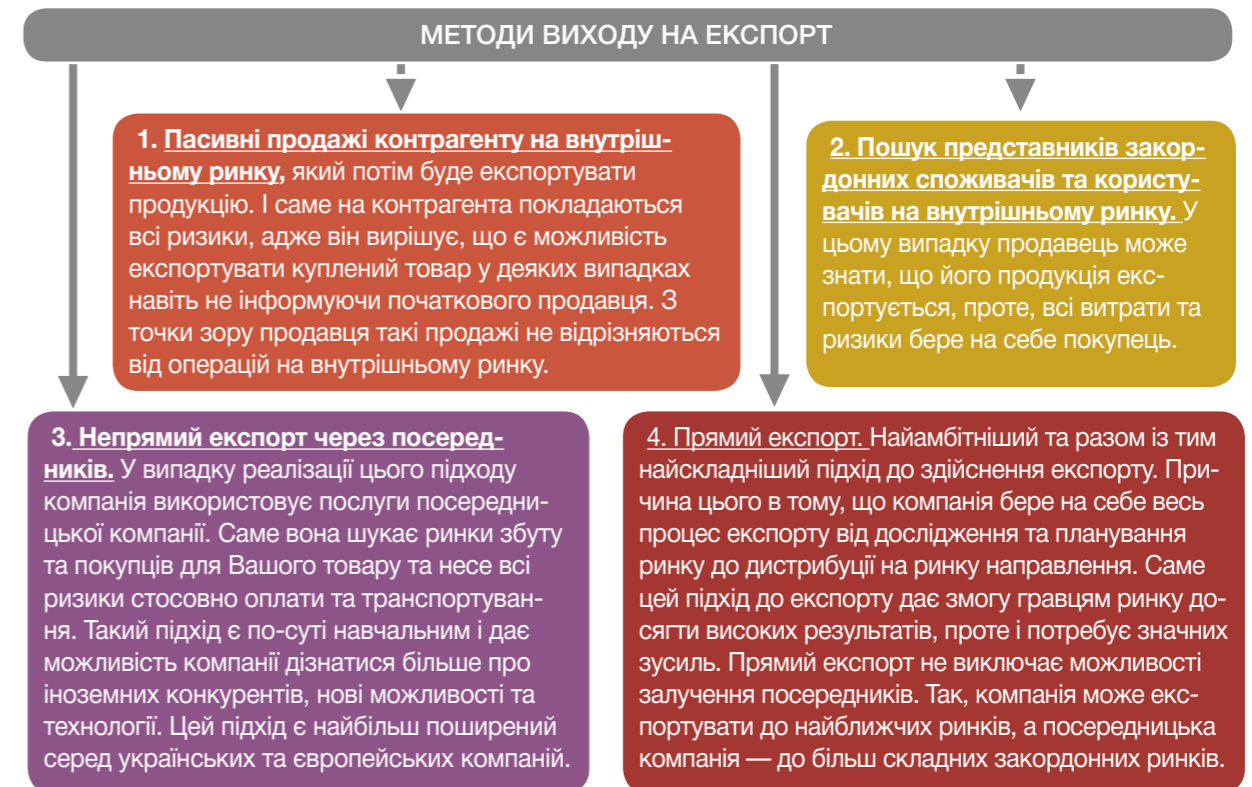 МЕТОДИ ВИХОДУ НА ЕКСПОРТ
1. Пасивні продажі контрагенту на внутріш-
ньому ринку, який потім буде експортувати
продукцію. І саме на контрагента покладаються
всі ризики, адже він вирішує, що є можливість
експортувати куплений товар у деяких випадках
навіть не інформуючи початкового продавця. З
точки зору продавця такі продажі не відрізняються
від операцій на внутрішньому ринку.
2. Пошук представників закор-
донних споживачів та користу-
вачів на внутрішньому ринку. У
цьому випадку продавець може
знати, що його продукція екс-
портується, проте, всі витрати та
ризики бере на себе покупець.
3. Непрямий експорт через посеред-
ників. У випадку реалізації цього підходу
компанія використовує послуги посередни-
цької компанії. Саме вона шукає ринки збуту
та покупців для Вашого товару та несе всі
ризики стосовно оплати та транспортуван-
ня. Такий підхід є по-суті навчальним і дає
можливість компанії дізнатися більше про
іноземних конкурентів, нові можливості та
технології. Цей підхід є найбільш поширений
серед українських та європейських компаній.
4. Прямий експорт. Найамбітніший та разом із тим
найскладніший підхід до здійснення експорту. При-
чина цього в тому, що компанія бере на себе весь
процес експорту від дослідження та планування
ринку до дистрибуції на ринку направлення. Саме
цей підхід до експорту дає змогу гравцям ринку до-
сягти високих результатів, проте і потребує значних
зусиль. Прямий експорт не виключає можливості
залучення посередників. Так, компанія може екс-
портувати до найближчих ринків, а посередницька
компанія — до більш складних закордонних ринків.